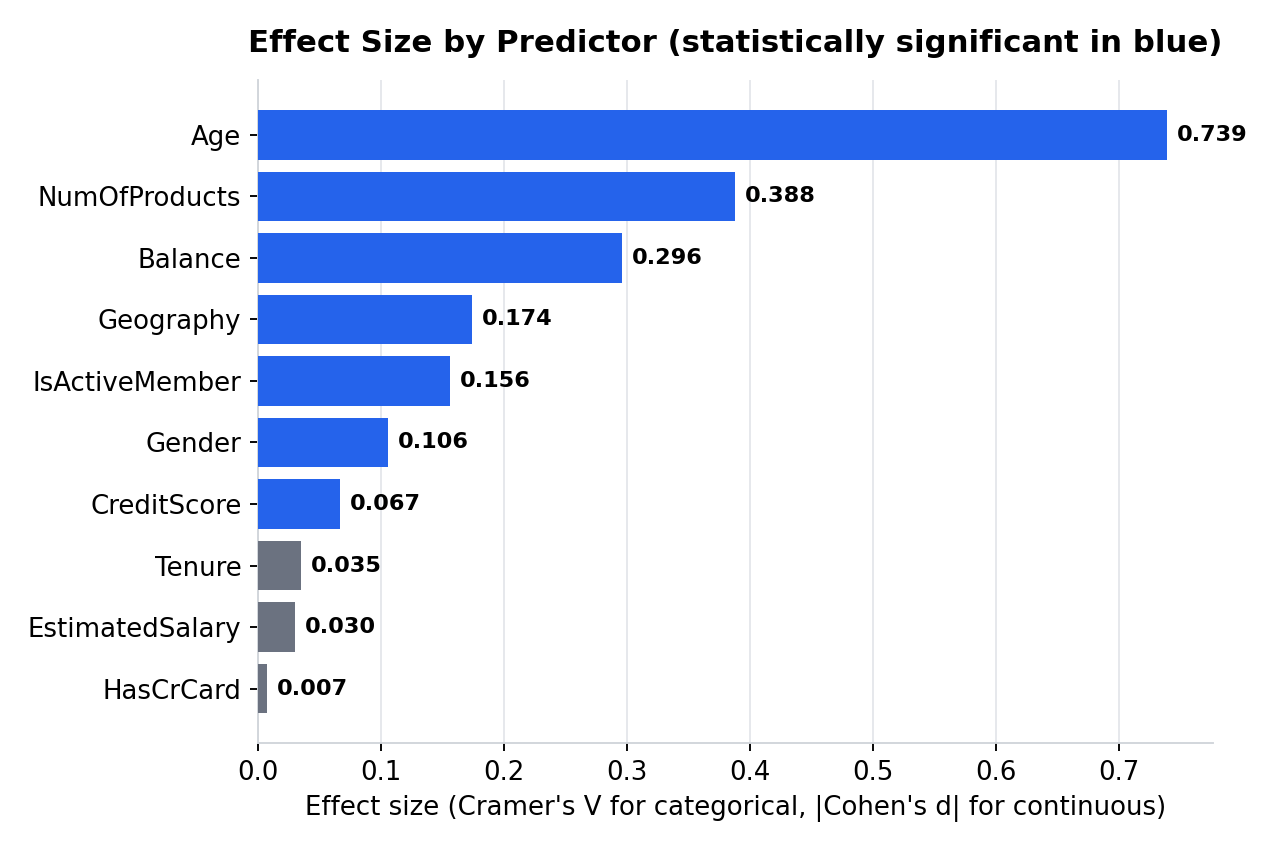 Effect Size by Predictor (statistically significant in blue)
Age 0.739
NumOfProducts 0.388
Balance 0.296
Geography 0.174
IsActiveMember 0.156
Gender 0.106
CreditScore 0.067
Tenure 0.035
EstimatedSalary 0.030
HasCrCard 0.007
0.0 0.1 0.2 0.3 0.4 0.5 0.6 0.7
Effect size (Cramer's V for categorical, |Cohen's d| for continuous)